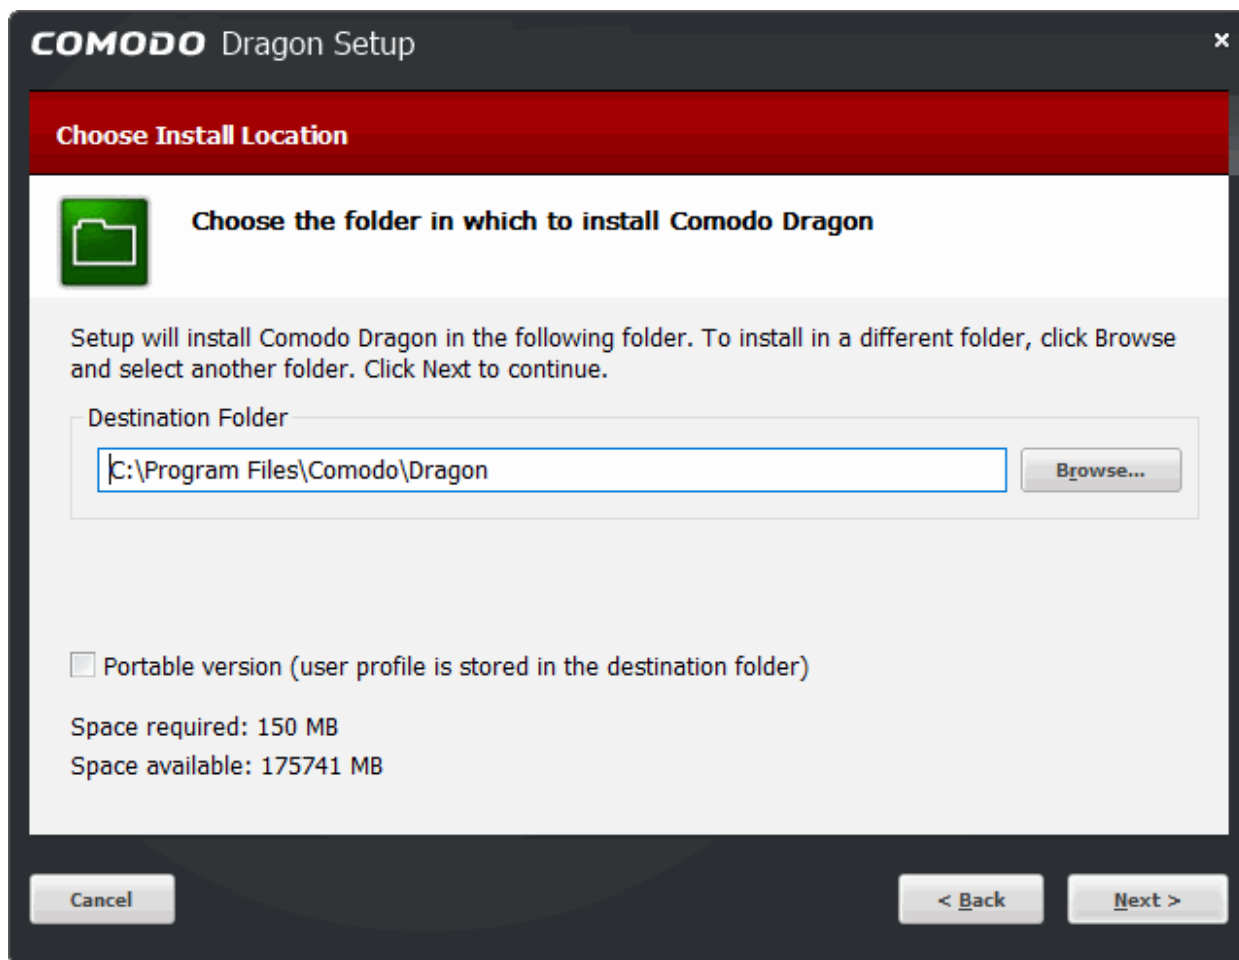 COMODO Dragon Setup
Choose Install Location
Choose the folder in which to install Comodo Dragon
Setup will install Comodo Dragon in the following folder. To install in a different folder, click Browse
and select another folder. Click Next to continue.
Destination Folder
C:\Program Files\Comodo\Dragon
Browse...
Portable version (user profile is stored in the destination folder)
Space required: 150 MB
Space available: 175741 MB
Cancel
< Back
Next >